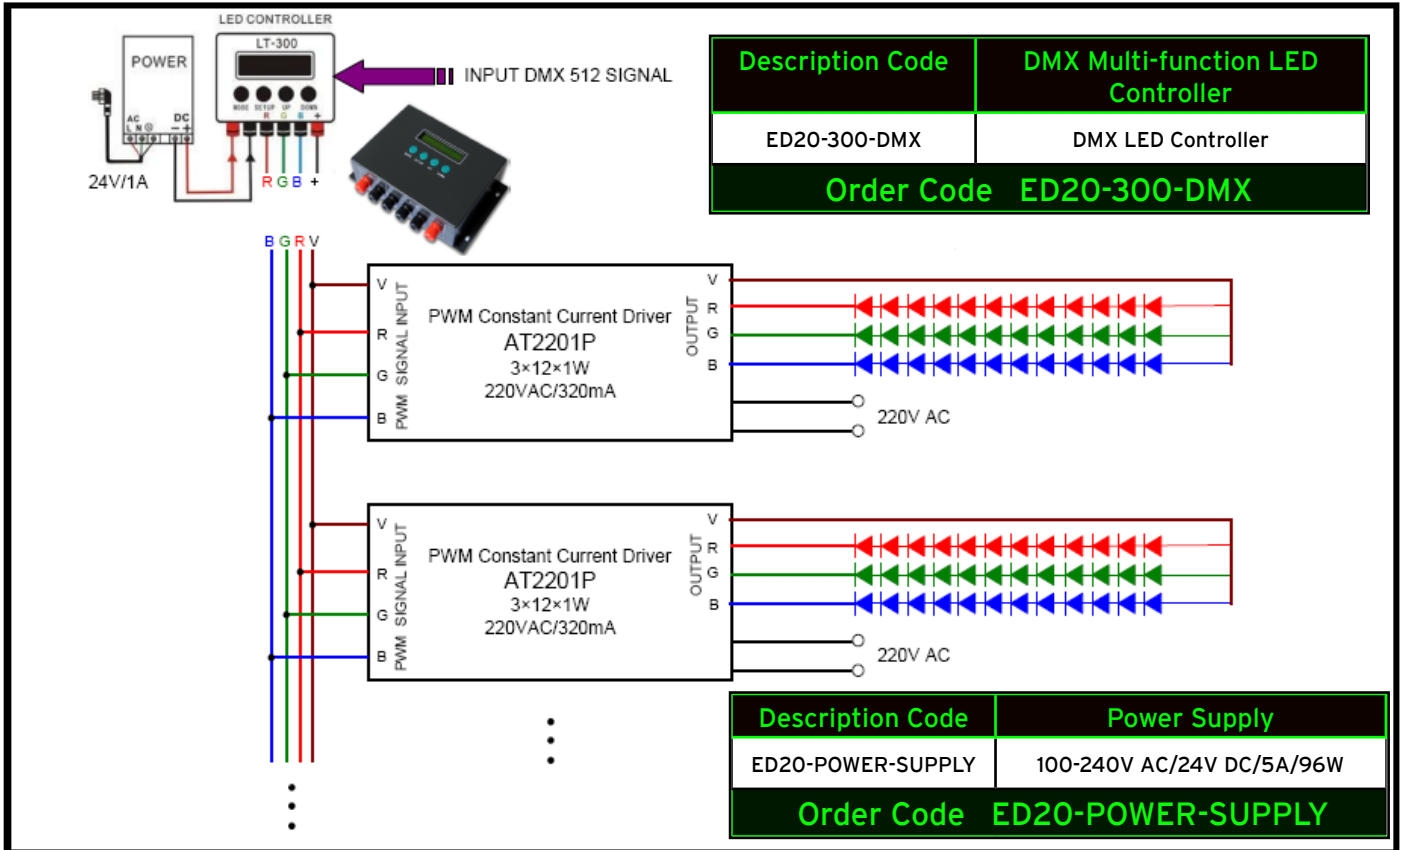 LED CONTROLLER
LT-300
POWER
INPUT DMX 512 SIGNAL
MODE SETUP UP DOWN
R G B +
AC DC
L N - +
24V/1A
R G B +
Description Code DMX Multi-function LED
Controller
ED20-300-DMX DMX LED Controller
Order Code ED20-300-DMX
B G R V
V
R
G
B
PWM SIGNAL INPUT
PWM Constant Current Driver
AT2201P
3×12×1W
220VAC/320mA
OUTPUT
V
R
G
B
220V AC
V
R
G
B
PWM SIGNAL INPUT
PWM Constant Current Driver
AT2201P
3×12×1W
220VAC/320mA
OUTPUT
V
R
G
B
220V AC
Description Code Power Supply
ED20-POWER-SUPPLY 100-240V AC/24V DC/5A/96W
Order Code ED20-POWER-SUPPLY